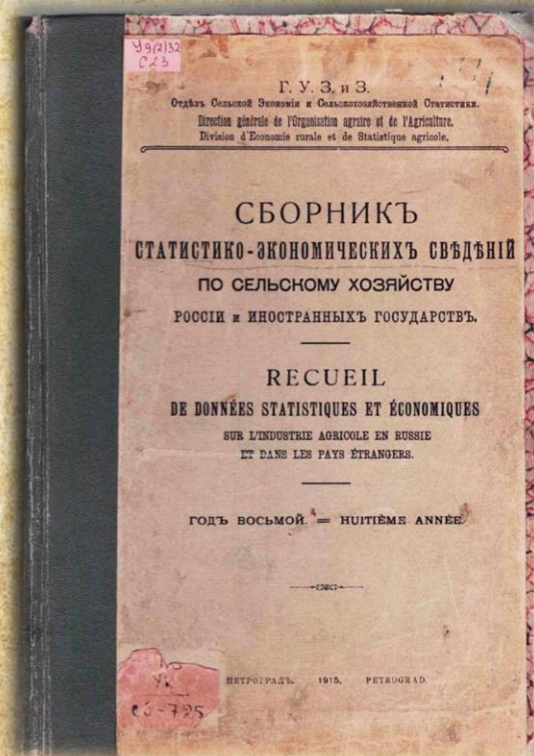 У9(2)32
С23
Г. У. З. и З.
Отдѣлъ Сельской Экономіи и Сельскохозяйственной Статистики.
Direction générale de l'Organisation agraire et de l'Agriculture.
Division d'Economie rurale et de Statistique agricole.
СБОРНИКЪ
СТАТИСТИКО-ЭКОНОМИЧЕСКИХЪ СВѢДѢНІЙ
ПО СЕЛЬСКОМУ ХОЗЯЙСТВУ
РОССІИ и ИНОСТРАННЫХЪ ГОСУДАРСТВЪ.
RECUEIL
DE DONNÉES STATISTIQUES ET ÉCONOMIQUES
SUR L'INDUSTRIE AGRICOLE EN RUSSIE
ET DANS LES PAYS ÉTRANGERS.
ГОДЪ ВОСЬМОЙ. = HUITIÈME ANNÉE.
ПЕТРОГРАДЪ. 1915. PETROGRAD.